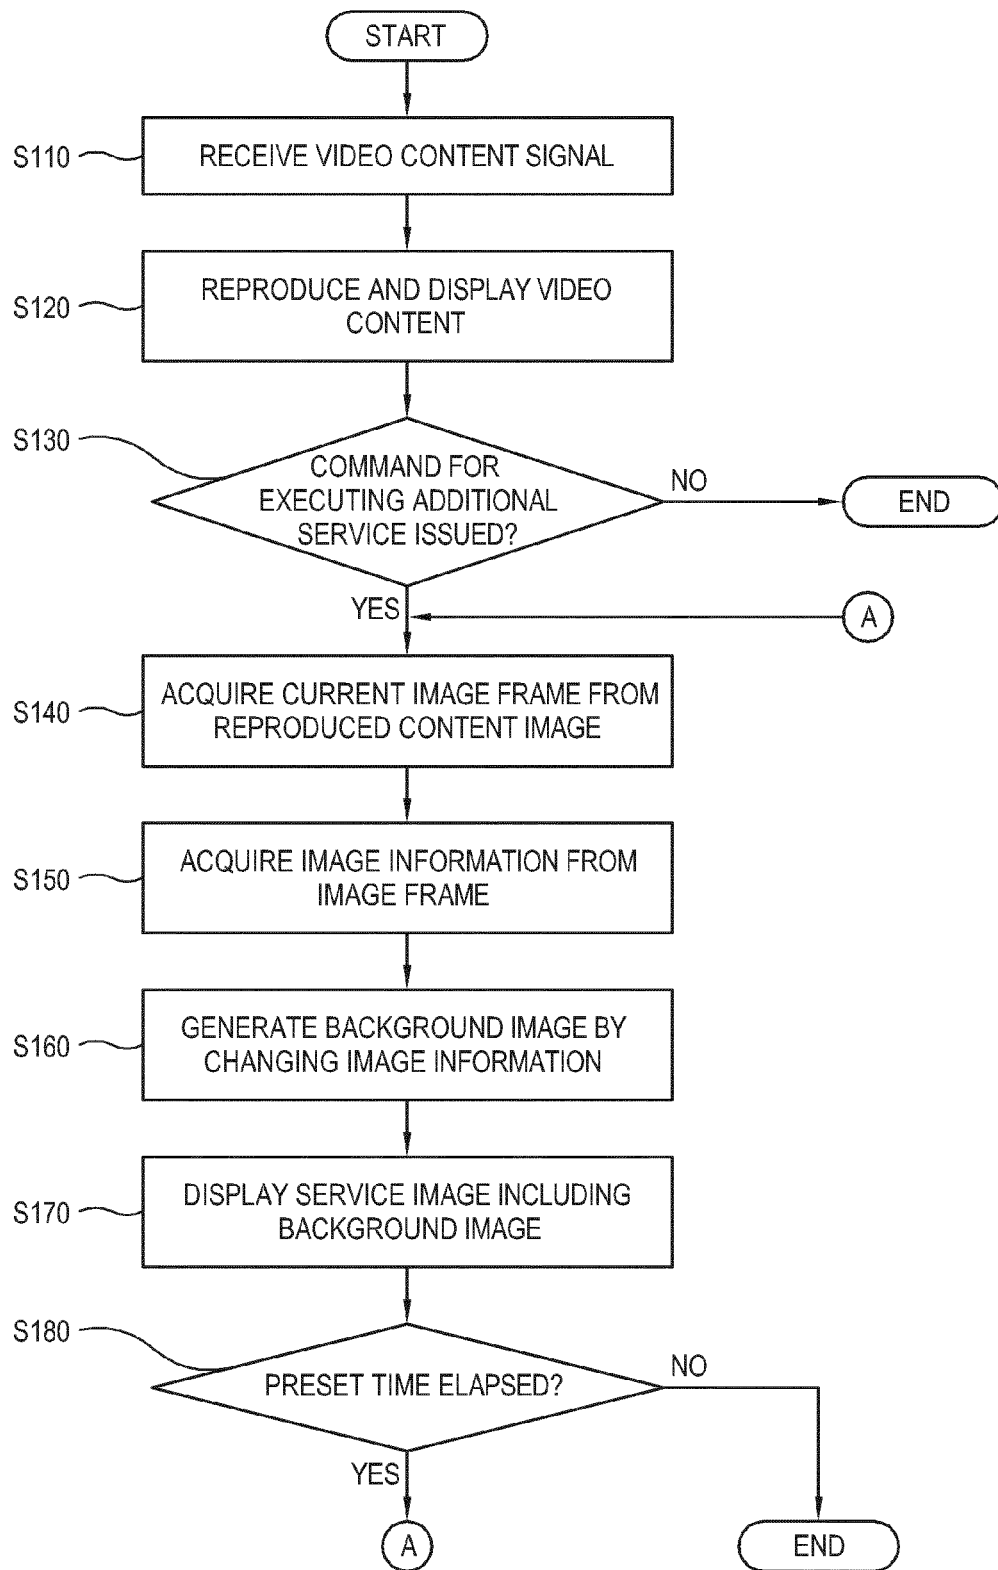 START
S110
RECEIVE VIDEO CONTENT SIGNAL
S120
REPRODUCE AND DISPLAY VIDEO
CONTENT
S130
COMMAND FOR
EXECUTING ADDITIONAL
SERVICE ISSUED?
NO
END
YES
A
S140
ACQUIRE CURRENT IMAGE FRAME FROM
REPRODUCED CONTENT IMAGE
S150
ACQUIRE IMAGE INFORMATION FROM
IMAGE FRAME
S160
GENERATE BACKGROUND IMAGE BY
CHANGING IMAGE INFORMATION
S170
DISPLAY SERVICE IMAGE INCLUDING
BACKGROUND IMAGE
S180
PRESET TIME ELAPSED?
NO
YES
A
END